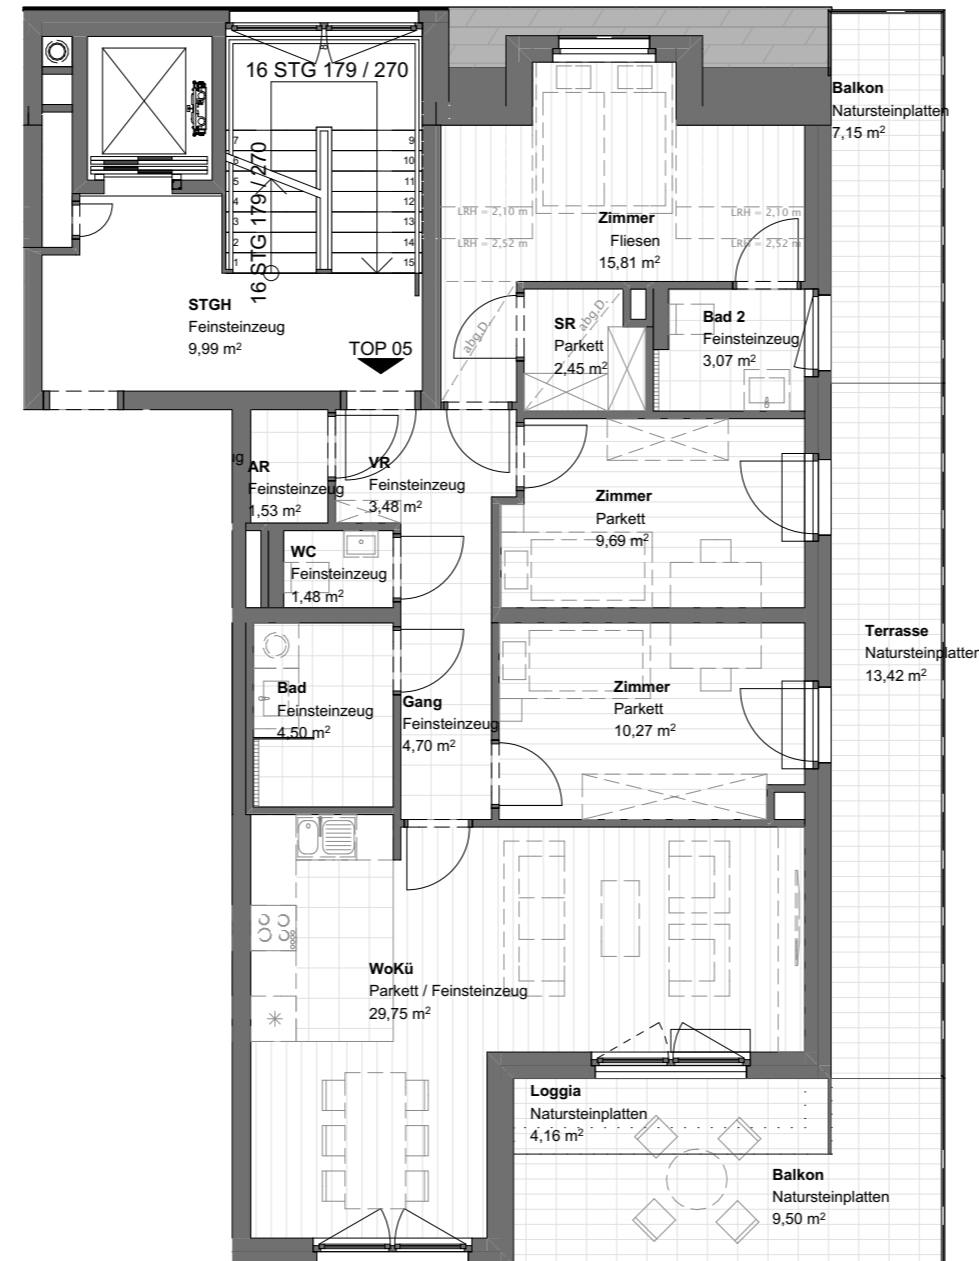 16 STG 179 / 270
16 STG 179 / 270
7
6
5
4
3
2
1
9
10
11
12
13
14
15
Balkon
Natursteinplatten
7,15 m²
LRH = 2,10 m
LRH = 2,52 m
Zimmer
Fliesen
15,81 m²
LRH = 2,10 m
LRH = 2,52 m
STGH
Feinsteinzeug
9,99 m²
TOP 05
abg.D.
SR
Parkett
2,45 m²
abg.D.
Bad 2
Feinsteinzeug
3,07 m²
AR
Feinsteinzeug
1,53 m²
VR
Feinsteinzeug
3,48 m²
Zimmer
Parkett
9,69 m²
WC
Feinsteinzeug
1,48 m²
Terrasse
Natursteinplatten
13,42 m²
Bad
Feinsteinzeug
4,50 m²
Gang
Feinsteinzeug
4,70 m²
Zimmer
Parkett
10,27 m²
WoKü
Parkett / Feinsteinzeug
29,75 m²
Loggia
Natursteinplatten
4,16 m²
Balkon
Natursteinplatten
9,50 m²